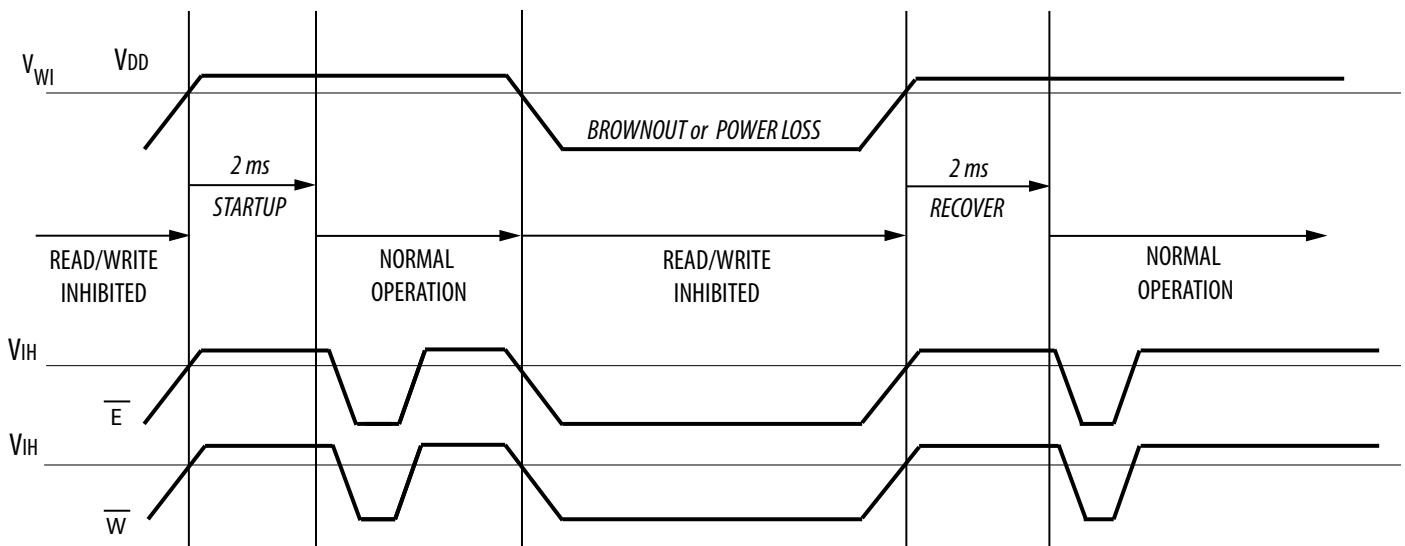 VWI
VDD
BROWNOUT or POWER LOSS
2 ms
STARTUP
2 ms
RECOVER
READ/WRITE
INHIBITED
NORMAL
OPERATION
READ/WRITE
INHIBITED
NORMAL
OPERATION
VIH
E
VIH
W